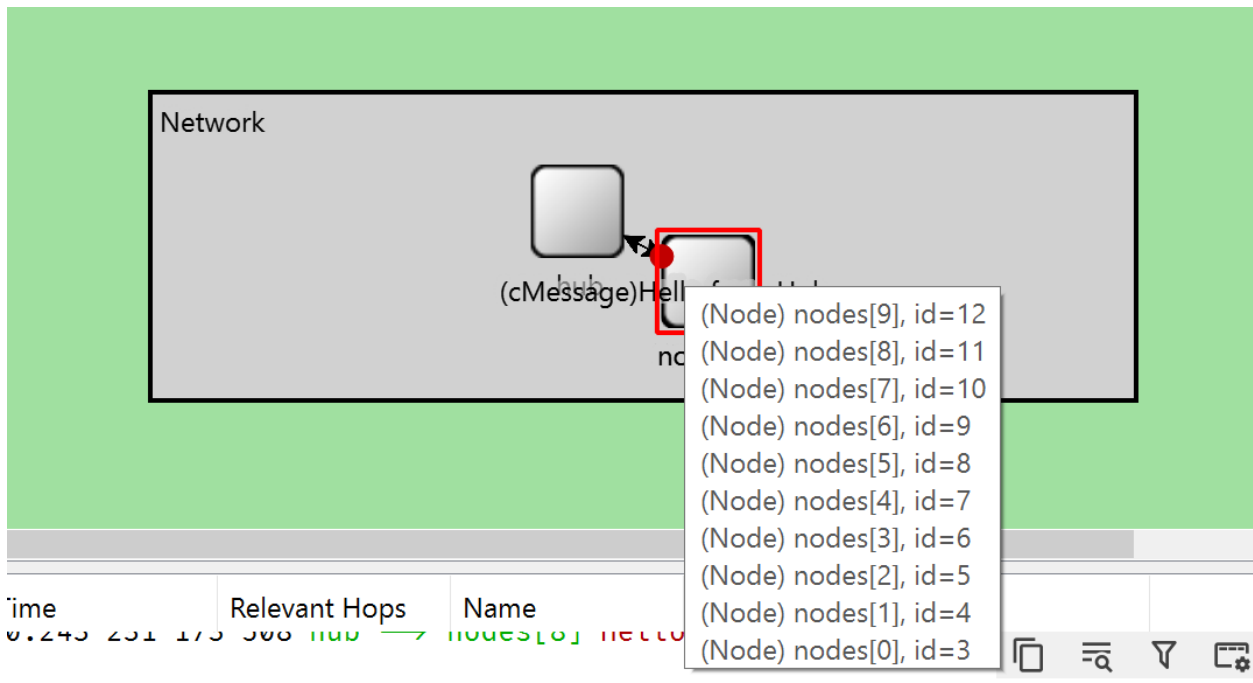 Network
hub
(cMessage)Hell
(Node) nodes[9], id=12
(Node) nodes[8], id=11
(Node) nodes[7], id=10
(Node) nodes[6], id=9
(Node) nodes[5], id=8
(Node) nodes[4], id=7
(Node) nodes[3], id=6
(Node) nodes[2], id=5
(Node) nodes[1], id=4
(Node) nodes[0], id=3
Relevant Hops Name
hub → nodes[8]